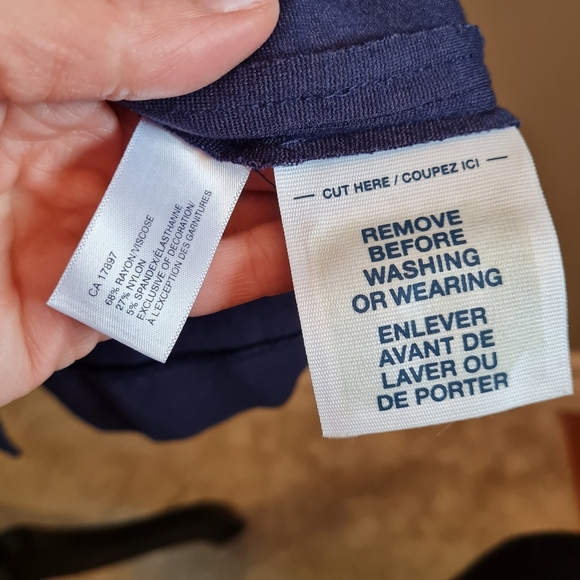 CA 17897
68% RAYON/VISCOSE
27% NYLON
5% SPANDEX/ÉLASTHANNE
EXCLUSIVE OF DECORATION/
À L'EXCEPTION DES GARNITURES
— CUT HERE / COUPEZ ICI —
REMOVE
BEFORE
WASHING
OR WEARING
ENLEVER
AVANT DE
LAVER OU
DE PORTER